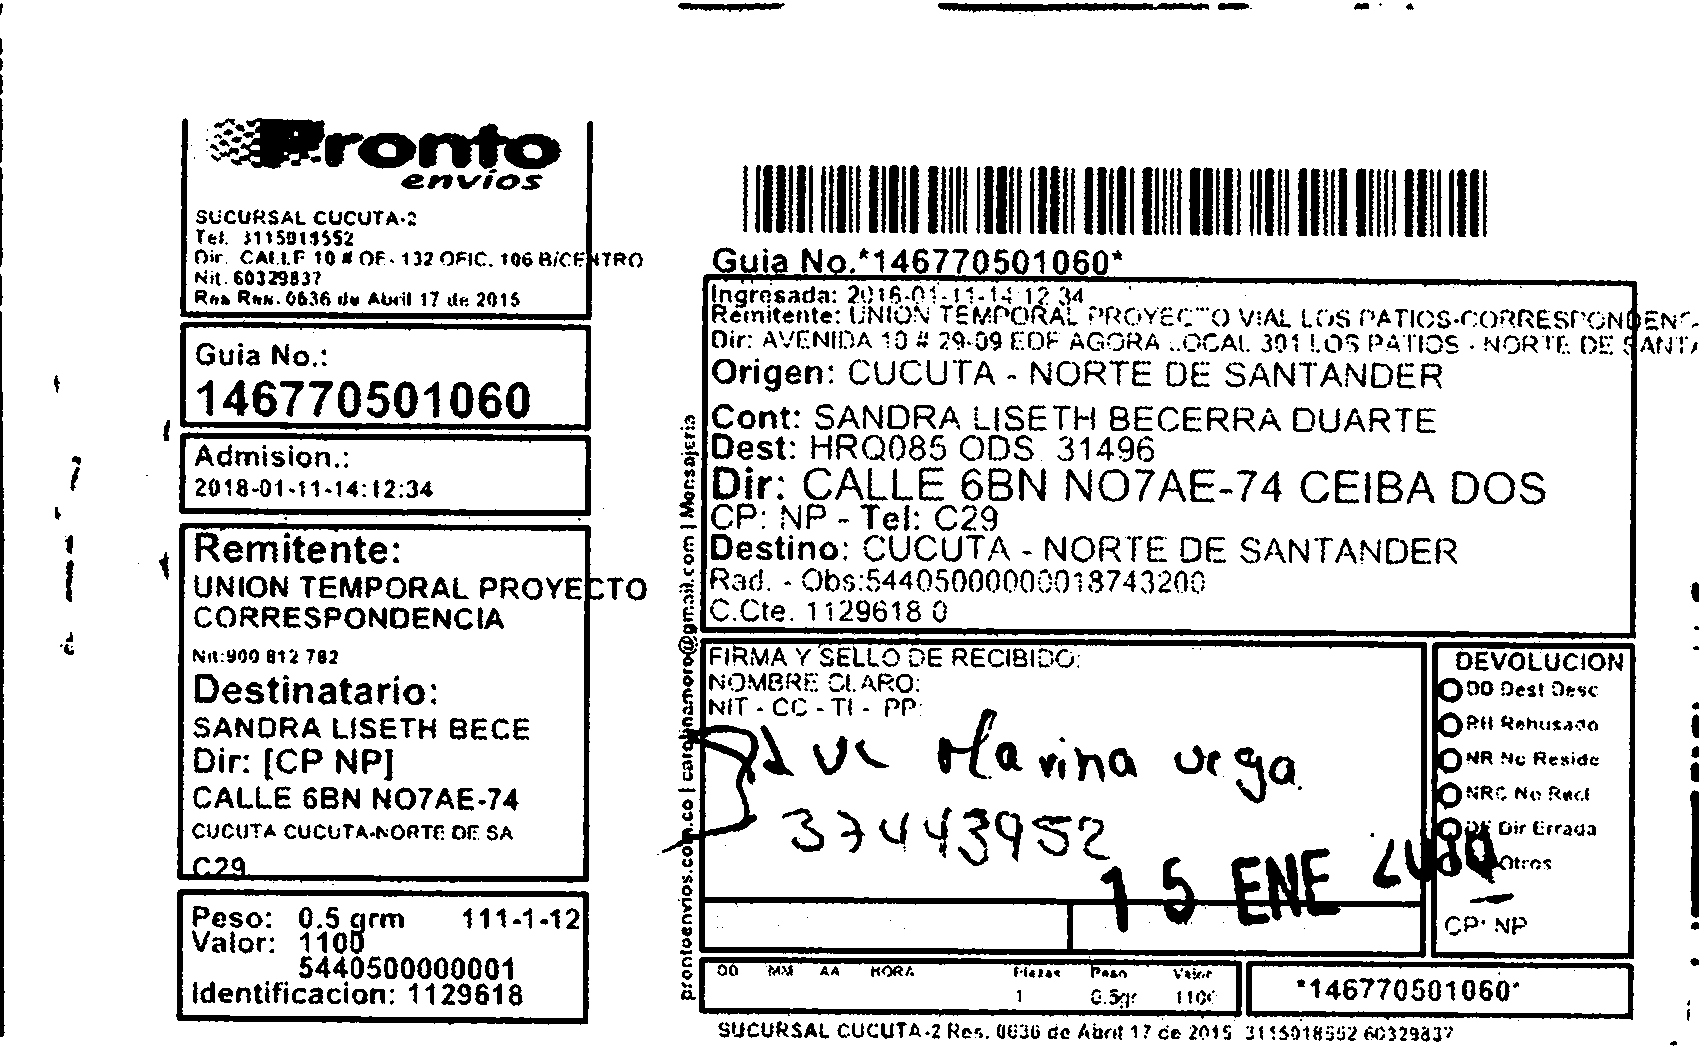 Pronto
envíos
SUCURSAL CUCUTA-2
Tel. 3115018552
Dir. CALLE 10 # OE- 132 OFIC. 106 B/CENTRO
Nit. 60329837
Res Res. 0636 de Abril 17 de 2015
Guia No.:
146770501060
Admision.:
2018-01-11-14:12:34
Remitente:
UNION TEMPORAL PROYECTO
CORRESPONDENCIA
Nit:900 812 782
Destinatario:
SANDRA LISETH BECE
Dir: [CP NP]
CALLE 6BN NO7AE-74
CUCUTA CUCUTA-NORTE DE SA
C29
Peso: 0.5 grm 111-1-12
Valor: 1100
5440500000001
Identificacion: 1129618
prontoenvios.com.co | carolinamoro@gmail.com | Mensajeria
Guia No.*146770501060*
Ingresada: 2018-01-11-14:12:34
Remitente: UNION TEMPORAL PROYECTO VIAL LOS PATIOS-CORRESPONDENC
Dir: AVENIDA 10 # 29-09 EDF AGORA LOCAL 301 LOS PATIOS - NORTE DE SANTA
Origen: CUCUTA - NORTE DE SANTANDER
Cont: SANDRA LISETH BECERRA DUARTE
Dest: HRQ085 ODS 31496
Dir: CALLE 6BN NO7AE-74 CEIBA DOS
CP: NP - Tel: C29
Destino: CUCUTA - NORTE DE SANTANDER
Rad. - Obs:54405000000018743200
C.Cte. 1129618 0
FIRMA Y SELLO DE RECIBIDO:
NOMBRE CLARO:
NIT - CC - TI - PP:
Marina vega
37443952
15 ENE
DEVOLUCION
DD Dest Desc
RH Rehusado
NR No Reside
NRC No Recl
DE Dir Errada
Otros
CP: NP
DD MM AA HORA Piezas Peso Valor
1 0.5gr 1100
*146770501060*
SUCURSAL CUCUTA-2 Res. 0636 de Abril 17 de 2015 3115018552 60329837